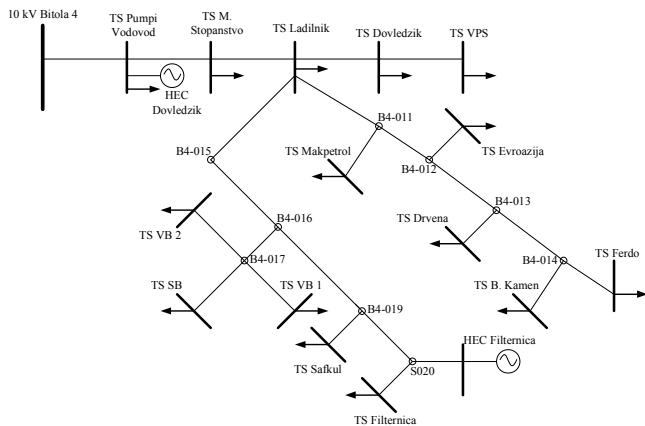 10 kV Bitola 4
TS Pumpi
Vodovod
TS M.
Stopanstvo
TS Ladilnik
TS Dovledzik
TS VPS
HEC
Dovledzik
B4-011
B4-015
TS Makpetrol
B4-012
TS Evroazija
B4-013
B4-016
TS Drvena
TS VB 2
B4-017
B4-014
TS Ferdo
TS SB
TS VB 1
TS B. Kamen
B4-019
HEC Filternica
TS Safkul
S020
TS Filternica